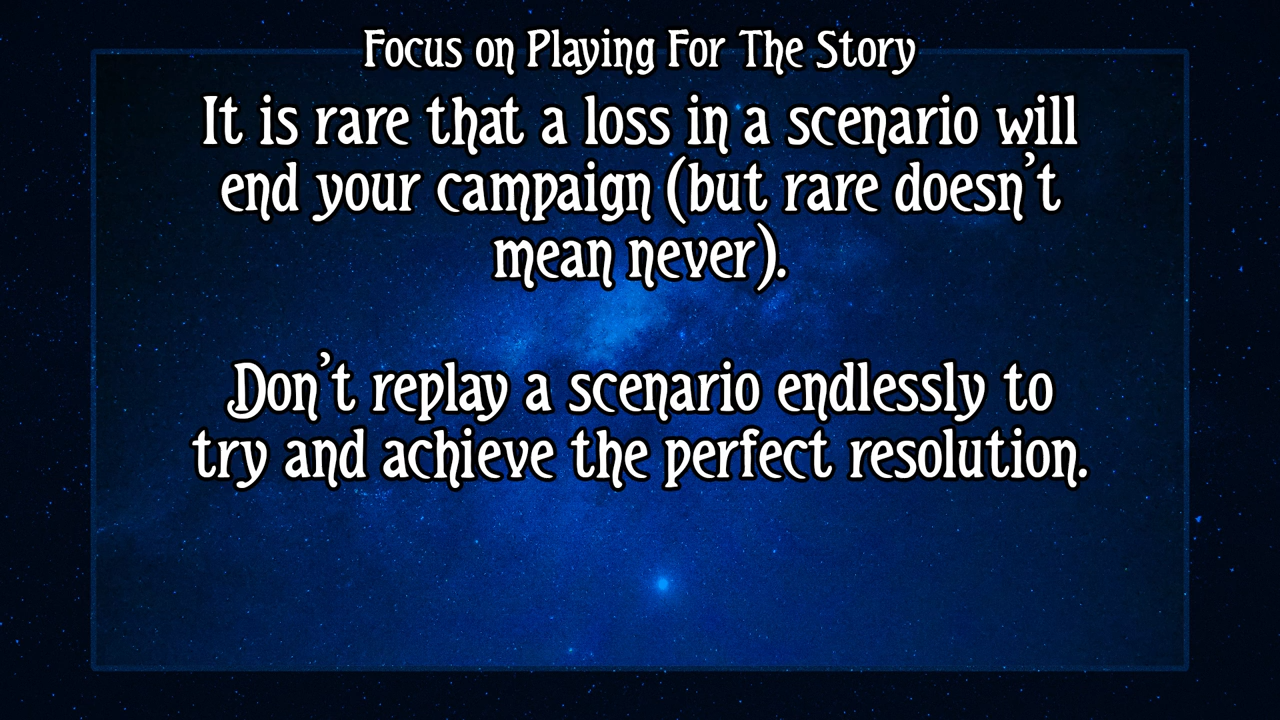 Focus on Playing For The Story
It is rare that a loss in a scenario will
end your campaign (but rare doesn't
mean never).
Don't replay a scenario endlessly to
try and achieve the perfect resolution.